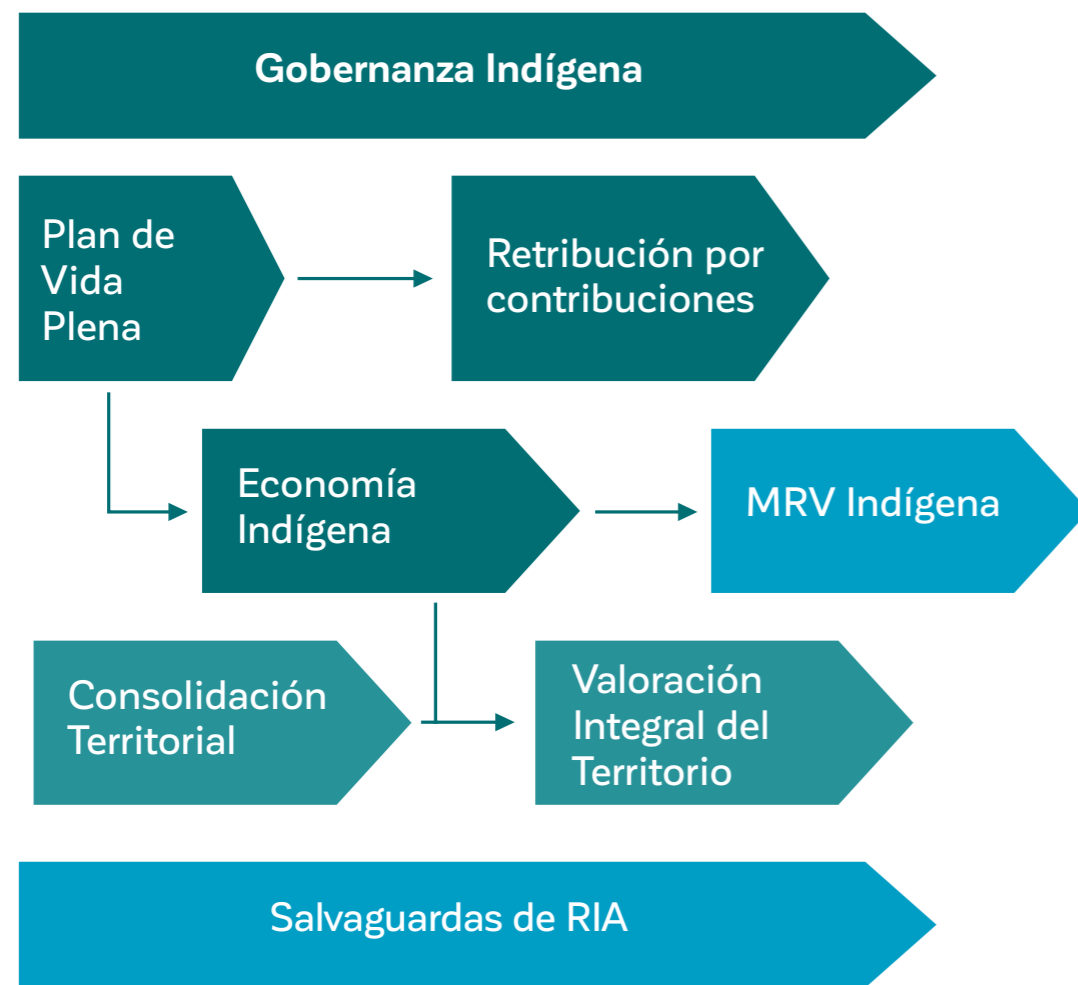 Gobernanza Indígena
Plan de
Vida
Plena
Retribución por
contribuciones
Economía
Indígena
MRV Indígena
Consolidación
Territorial
Valoración
Integral del
Territorio
Salvaguardas de RIA